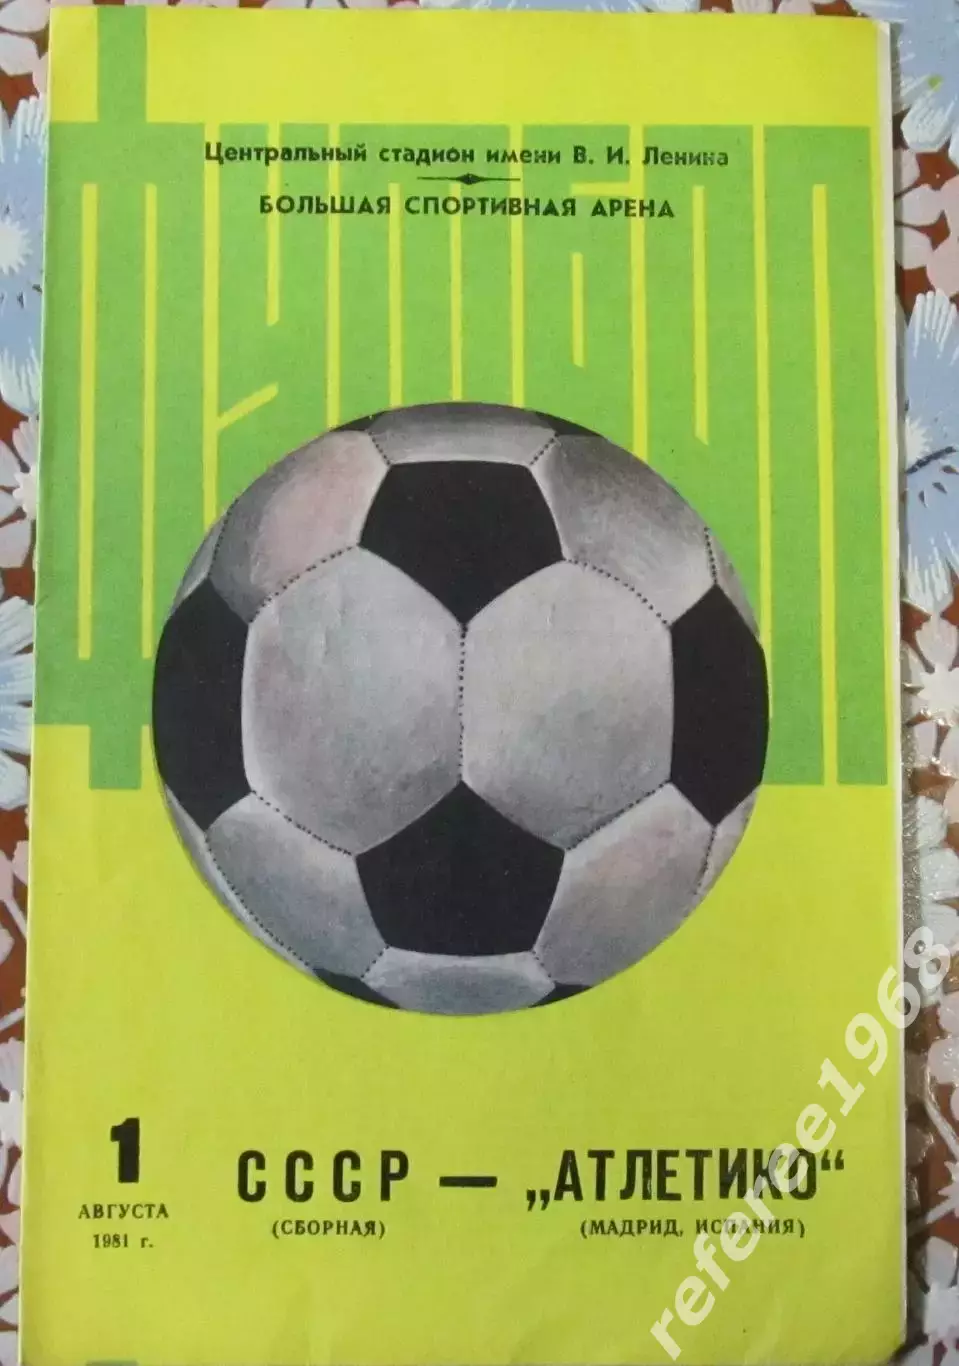 ФУТБОЛ
Центральный стадион имени В. И. Ленина
БОЛЬШАЯ СПОРТИВНАЯ АРЕНА
1
АВГУСТА
1981 г.
СССР — „АТЛЕТИКО“
(СБОРНАЯ) (МАДРИД, ИСПАНИЯ)
referee1968